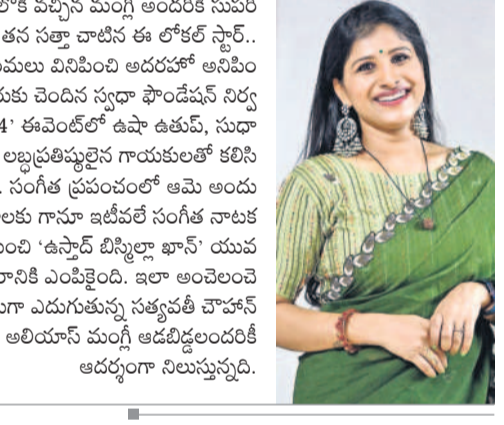 వచ్చిన మంగ్లీ అందరికీ సుపరి
తన సత్తా చాటిన ఈ లోకల్ స్టార్..
వినిపించి అదరహో అనిపిం
చెందిన స్వధా ఫౌండేషన్ నిర్వ
4' ఈవెంట్‌లో ఉషా ఉతుప్, సుధా
లబ్ధప్రతిష్ఠులైన గాయకులతో కలిసి
. సంగీత ప్రపంచంలో ఆమె అందు
లకు గానూ ఇటీవలే సంగీత నాటక
ంచి 'ఉస్తాద్ బిస్మిల్లా ఖాన్' యువ
రానికి ఎంపికైంది. ఇలా అంచెలంచె
గా ఎదుగుతున్న సత్యవతీ చౌహాన్
అలియాస్ మంగ్లీ ఆడబిడ్డలందరికీ
ఆదర్శంగా నిలుస్తున్నది.